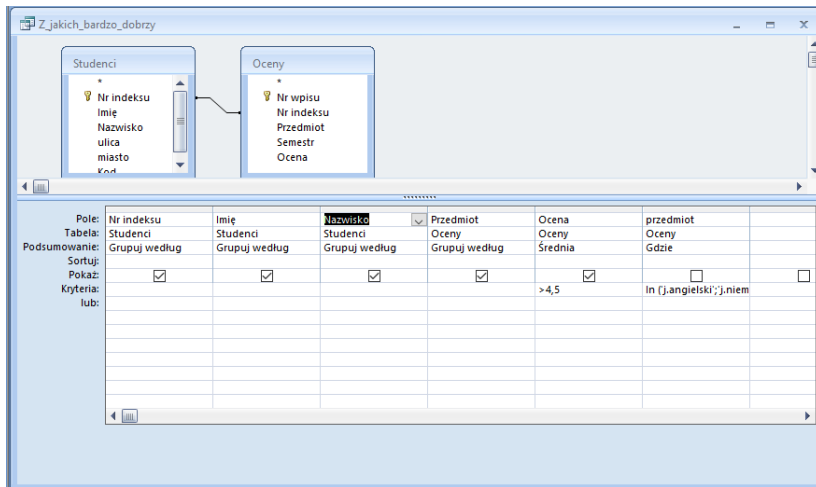 Z_jakich_bardzo_dobrzy
Studenci
*
Nr indeksu
Imię
Nazwisko
ulica
miasto
Kod
Oceny
*
Nr wpisu
Nr indeksu
Przedmiot
Semestr
Ocena
Pole: Nr indeksu Imię Nazwisko Przedmiot Ocena przedmiot
Tabela: Studenci Studenci Studenci Oceny Oceny Oceny
Podsumowanie: Grupuj według Grupuj według Grupuj według Grupuj według Średnia Gdzie
Sortuj:
Pokaż:
Kryteria: >4,5 In ('j.angielski';'j.niem
lub: